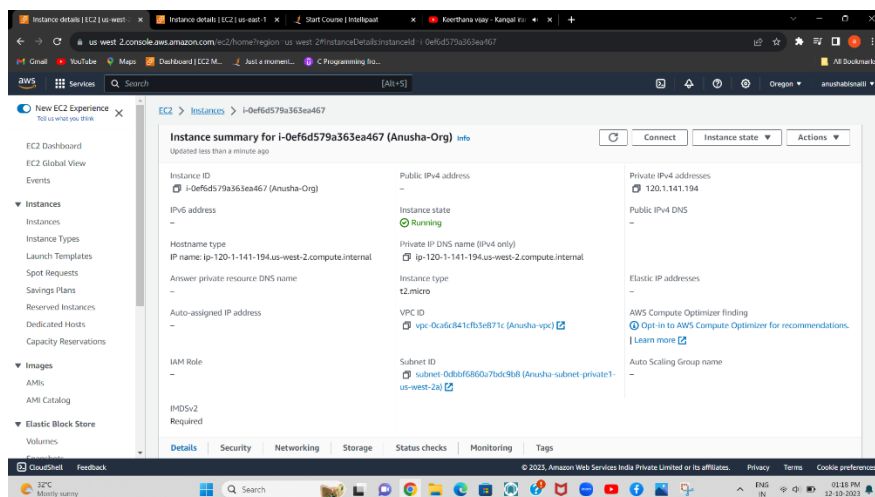 Instance details | EC2 | us-west-2
Instance details | EC2 | us-east-1
Start Course | Intellipaat
Keerthana vijay - Kangal iran
us-west-2.console.aws.amazon.com/ec2/home?region=us-west-2#InstanceDetails:instanceId=i-0ef6d579a363ea467
Gmail
YouTube
Maps
Dashboard | EC2 M...
Just a moment...
C Programming fro...
All Bookmarks
aws
Services
Search
[Alt+S]
Oregon
anushabisnalli
New EC2 Experience
Tell us what you think
EC2 Dashboard
EC2 Global View
Events
Instances
Instances
Instance Types
Launch Templates
Spot Requests
Savings Plans
Reserved Instances
Dedicated Hosts
Capacity Reservations
Images
AMIs
AMI Catalog
Elastic Block Store
Volumes
Snapshots
EC2 > Instances > i-0ef6d579a363ea467
Instance summary for i-0ef6d579a363ea467 (Anusha-Org) Info
Updated less than a minute ago
Connect
Instance state
Actions
Instance ID
i-0ef6d579a363ea467 (Anusha-Org)
Public IPv4 address
–
Private IPv4 addresses
120.1.141.194
IPv6 address
–
Instance state
Running
Public IPv4 DNS
–
Hostname type
IP name: ip-120-1-141-194.us-west-2.compute.internal
Private IP DNS name (IPv4 only)
ip-120-1-141-194.us-west-2.compute.internal
Answer private resource DNS name
–
Instance type
t2.micro
Elastic IP addresses
–
Auto-assigned IP address
–
VPC ID
vpc-0ca6c841cfb3e871c (Anusha-vpc)
AWS Compute Optimizer finding
Opt-in to AWS Compute Optimizer for recommendations.
| Learn more
IAM Role
–
Subnet ID
subnet-0dbbf6860a7bdc9b8 (Anusha-subnet-private1-
us-west-2a)
Auto Scaling Group name
–
IMDSv2
Required
Details
Security
Networking
Storage
Status checks
Monitoring
Tags
CloudShell
Feedback
© 2023, Amazon Web Services India Private Limited or its affiliates.
Privacy
Terms
Cookie preferences
32°C
Mostly sunny
Search
ENG
IN
01:18 PM
12-10-2023